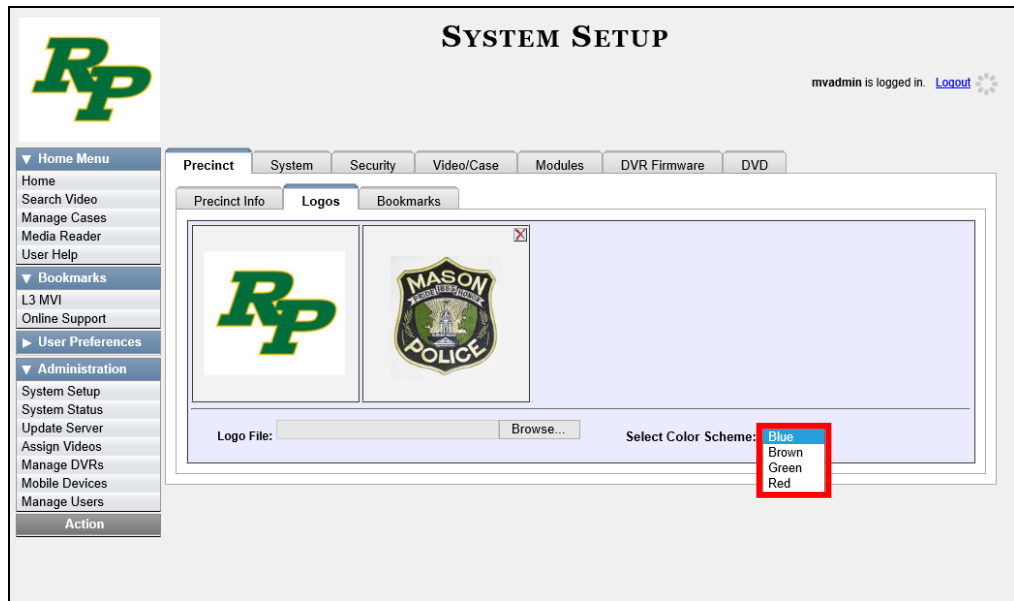 RP
SYSTEM SETUP
mvadmin is logged in. Logout
▼ Home Menu
Home
Search Video
Manage Cases
Media Reader
User Help
▼ Bookmarks
L3 MVI
Online Support
▶ User Preferences
▼ Administration
System Setup
System Status
Update Server
Assign Videos
Manage DVRs
Mobile Devices
Manage Users
Action
Precinct System Security Video/Case Modules DVR Firmware DVD
Precinct Info Logos Bookmarks
RP
MASON
PRIDE 1865 HONOR
POLICE
Logo File: Browse... Select Color Scheme: Blue
Brown
Green
Red